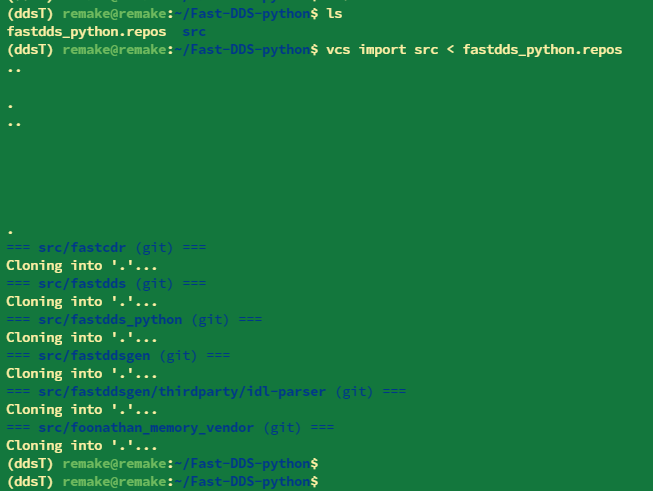 (ddsT) remake@remake:~/Fast-DDS-python$ ls
fastdds_python.repos  src
(ddsT) remake@remake:~/Fast-DDS-python$ vcs import src < fastdds_python.repos
..
.
..
.
=== src/fastcdr (git) ===
Cloning into '.'...
=== src/fastdds (git) ===
Cloning into '.'...
=== src/fastdds_python (git) ===
Cloning into '.'...
=== src/fastddsgen (git) ===
Cloning into '.'...
=== src/fastddsgen/thirdparty/idl-parser (git) ===
Cloning into '.'...
=== src/foonathan_memory_vendor (git) ===
Cloning into '.'...
(ddsT) remake@remake:~/Fast-DDS-python$
(ddsT) remake@remake:~/Fast-DDS-python$